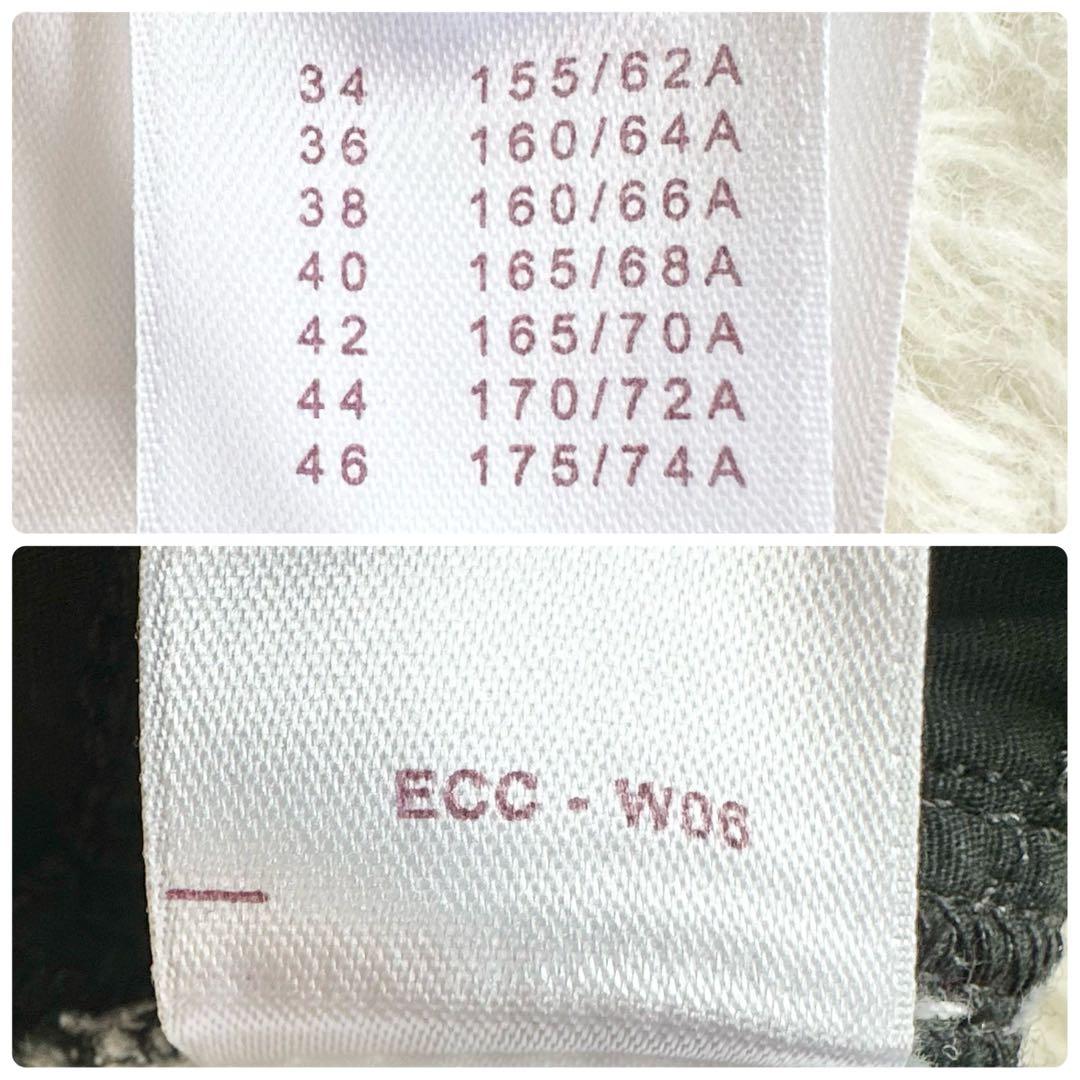 34 155/62A
36 160/64A
38 160/66A
40 165/68A
42 165/70A
44 170/72A
46 175/74A
ECC - W06